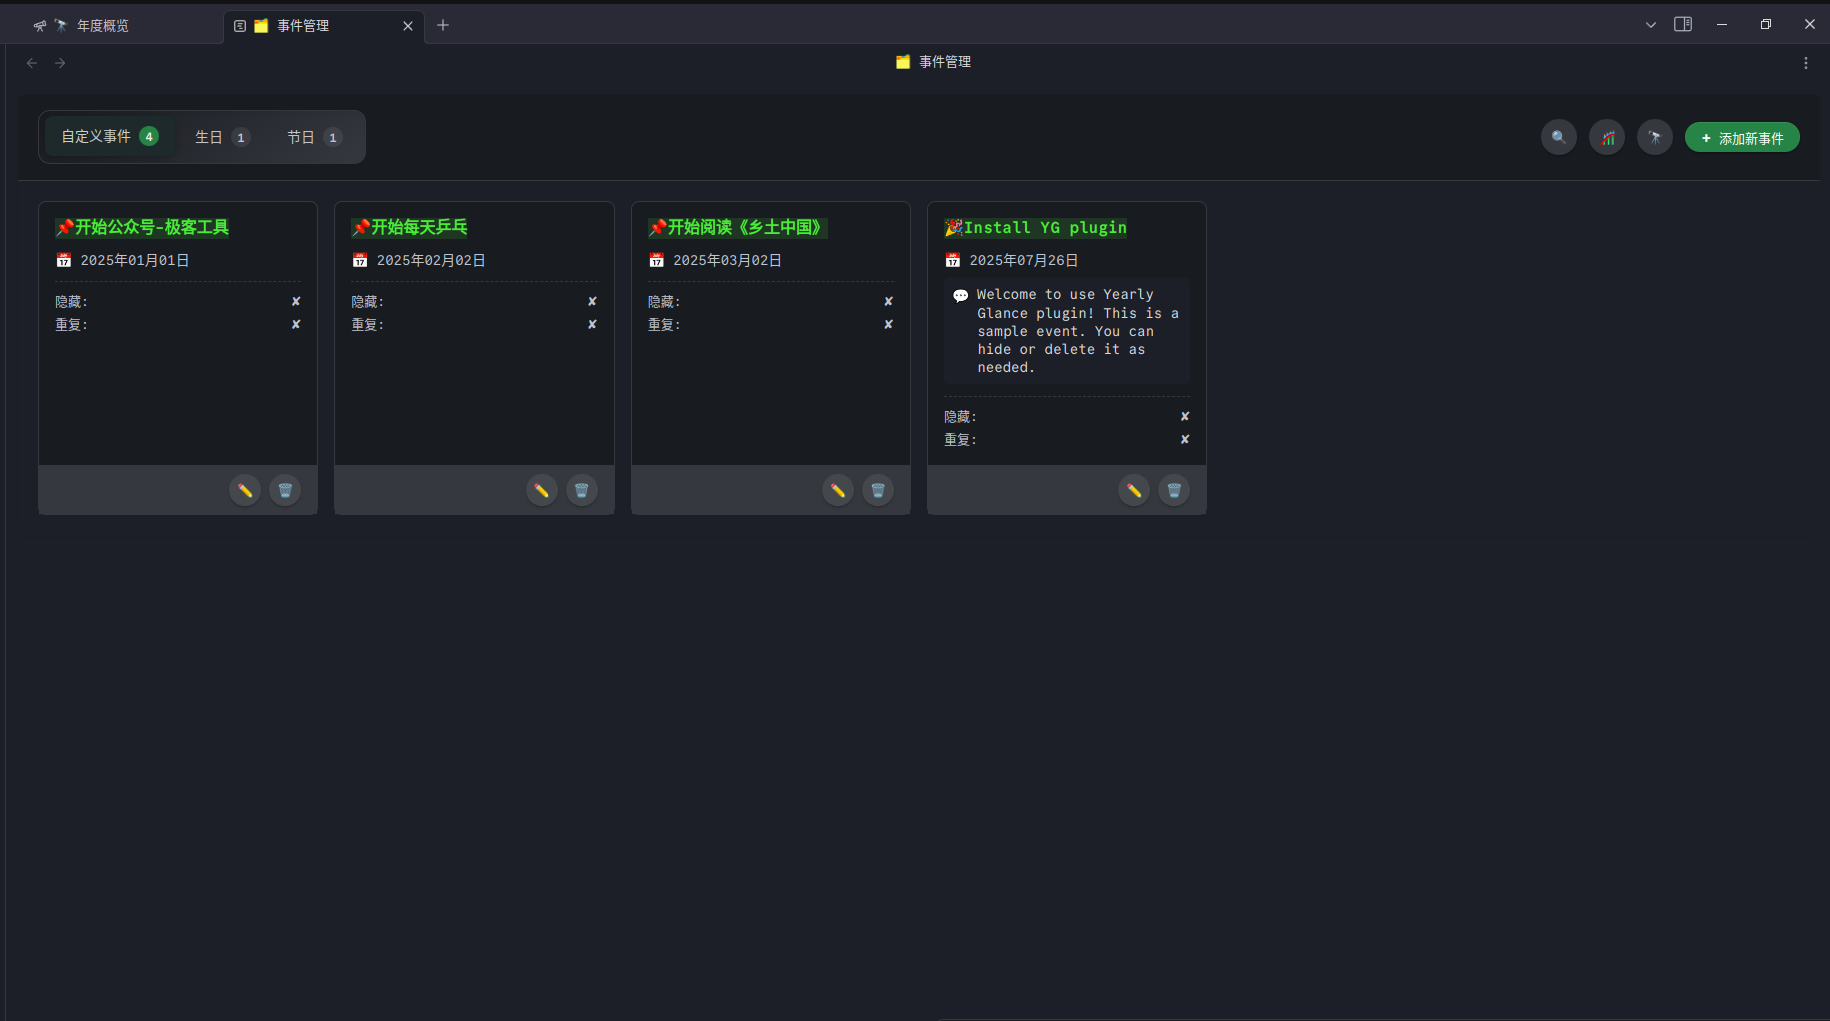 年度概览
事件管理
事件管理
自定义事件 4
生日 1
节日 1
+ 添加新事件
开始公众号-极客工具
2025年01月01日
隐藏: ✘
重复: ✘
开始每天乒乓
2025年02月02日
隐藏: ✘
重复: ✘
开始阅读《乡土中国》
2025年03月02日
隐藏: ✘
重复: ✘
Install YG plugin
2025年07月26日
Welcome to use Yearly
Glance plugin! This is a
sample event. You can
hide or delete it as
needed.
隐藏: ✘
重复: ✘